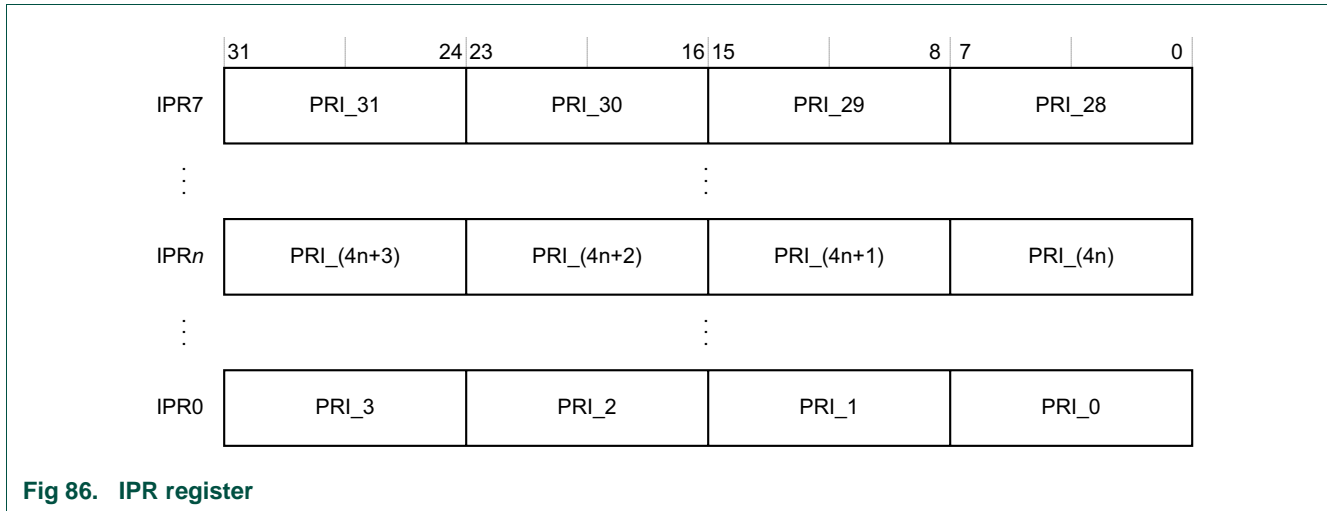 31 24 23 16 15 8 7 0
IPR7 PRI_31 PRI_30 PRI_29 PRI_28
IPRn PRI_(4n+3) PRI_(4n+2) PRI_(4n+1) PRI_(4n)
IPR0 PRI_3 PRI_2 PRI_1 PRI_0
Fig 86. IPR register